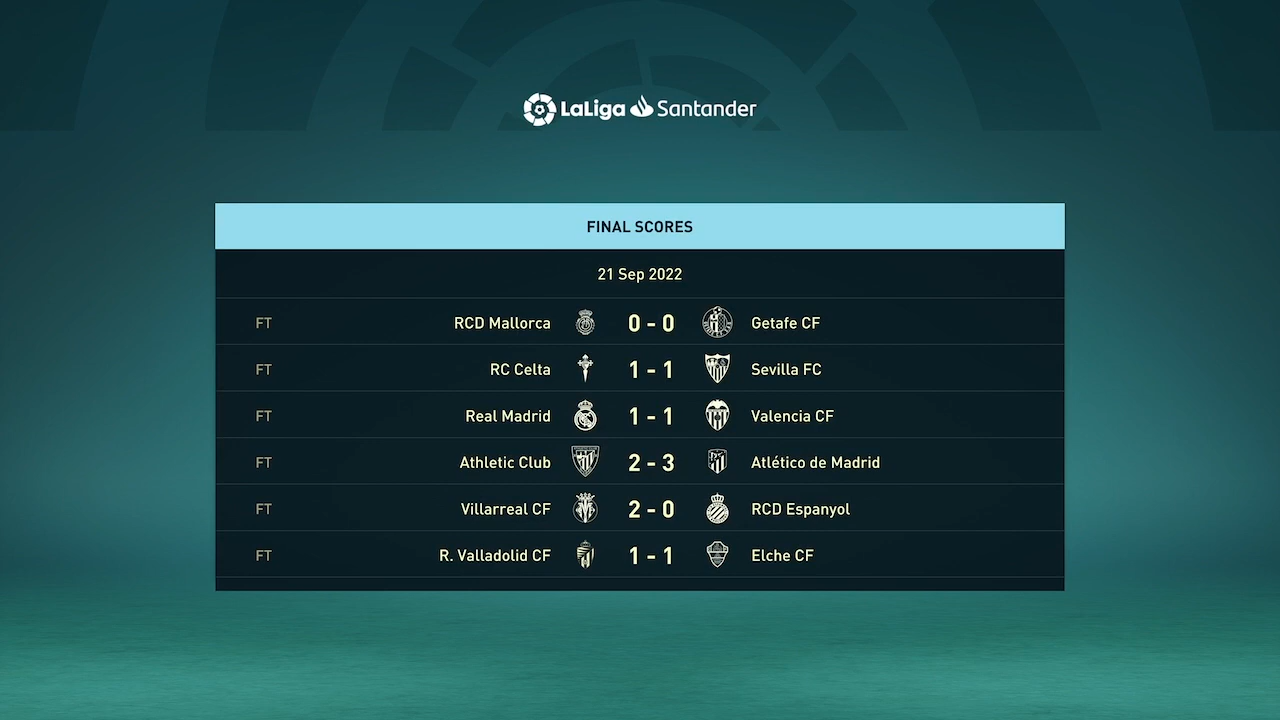 LaLiga Santander
FINAL SCORES
21 Sep 2022
FT RCD Mallorca 0 - 0 Getafe CF
FT RC Celta 1 - 1 Sevilla FC
FT Real Madrid 1 - 1 Valencia CF
FT Athletic Club 2 - 3 Atlético de Madrid
FT Villarreal CF 2 - 0 RCD Espanyol
FT R. Valladolid CF 1 - 1 Elche CF